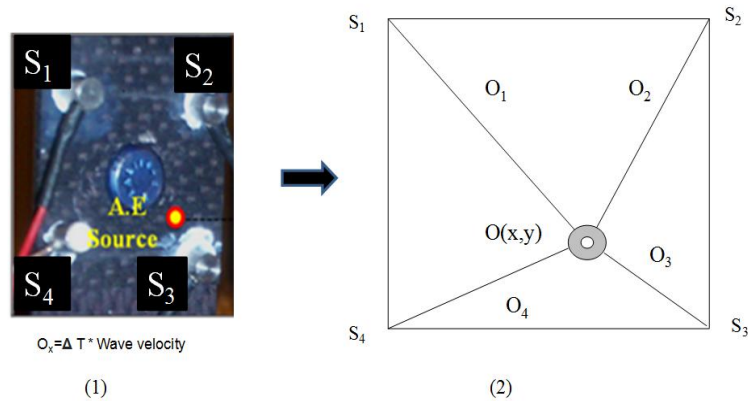 S1
S2
A.E
Source
S4
S3
Ox=Δ T * Wave velocity
(1)
S1
S2
O1
O2
O(x,y)
O3
O4
S4
S3
(2)